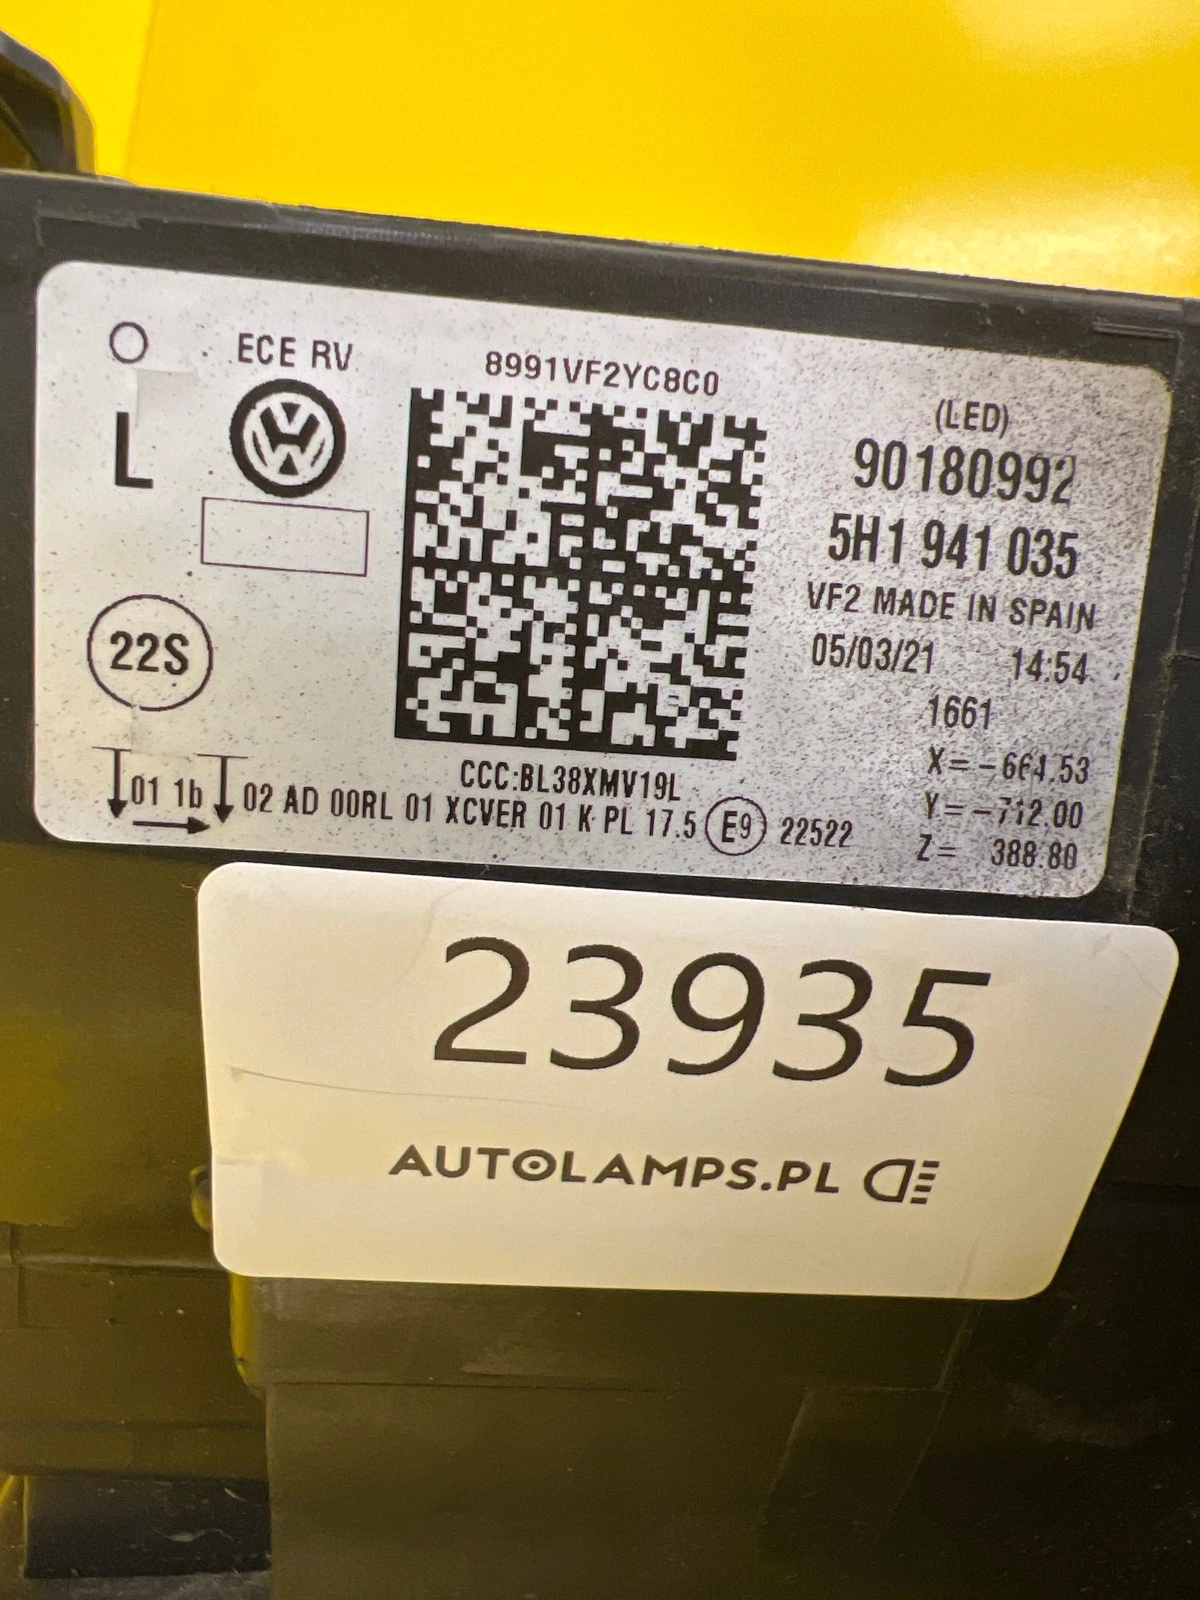 L
ECE RV
8991VF2YC8C0
(LED)
90180992
5H1 941 035
VF2 MADE IN SPAIN
05/03/21 14:54
1661
X= -664.53
Y= -712.00
Z= 388.80
22S
CCC:BL38XMV19L
01 1b 02 AD 00RL 01 XCVER 01 K PL 17.5 E9 22522
23935
AUTOLAMPS.PL